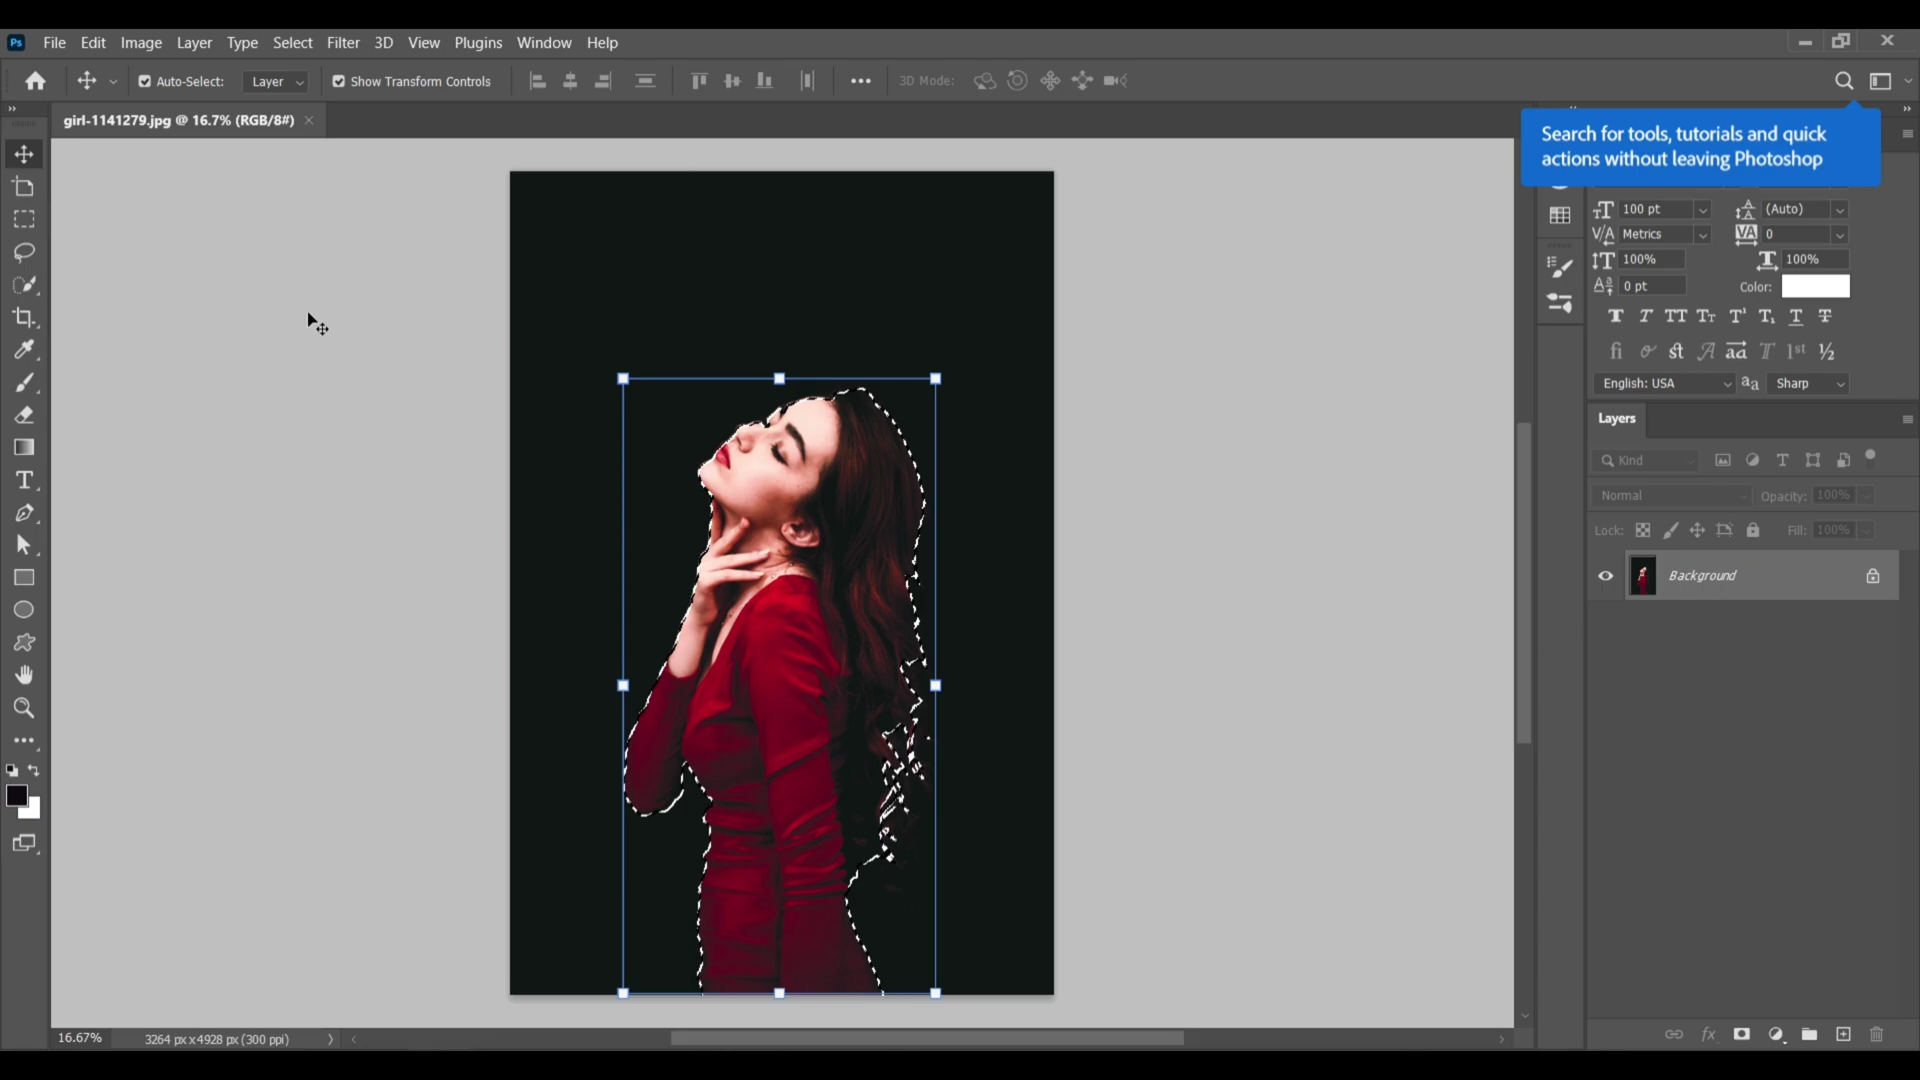 Ps File Edit Image Layer Type Select Filter 3D View Plugins Window Help
Auto-Select: Layer Show Transform Controls 3D Mode:
girl-1141279.jpg @ 16.7% (RGB/8#)
Search for tools, tutorials and quick
actions without leaving Photoshop
100 pt (Auto)
Metrics 0
100% 100%
0 pt Color:
English: USA Sharp
Layers
Kind
Normal Opacity: 100%
Lock: Fill: 100%
Background
16.67% 3264 px x 4928 px (300 ppi)